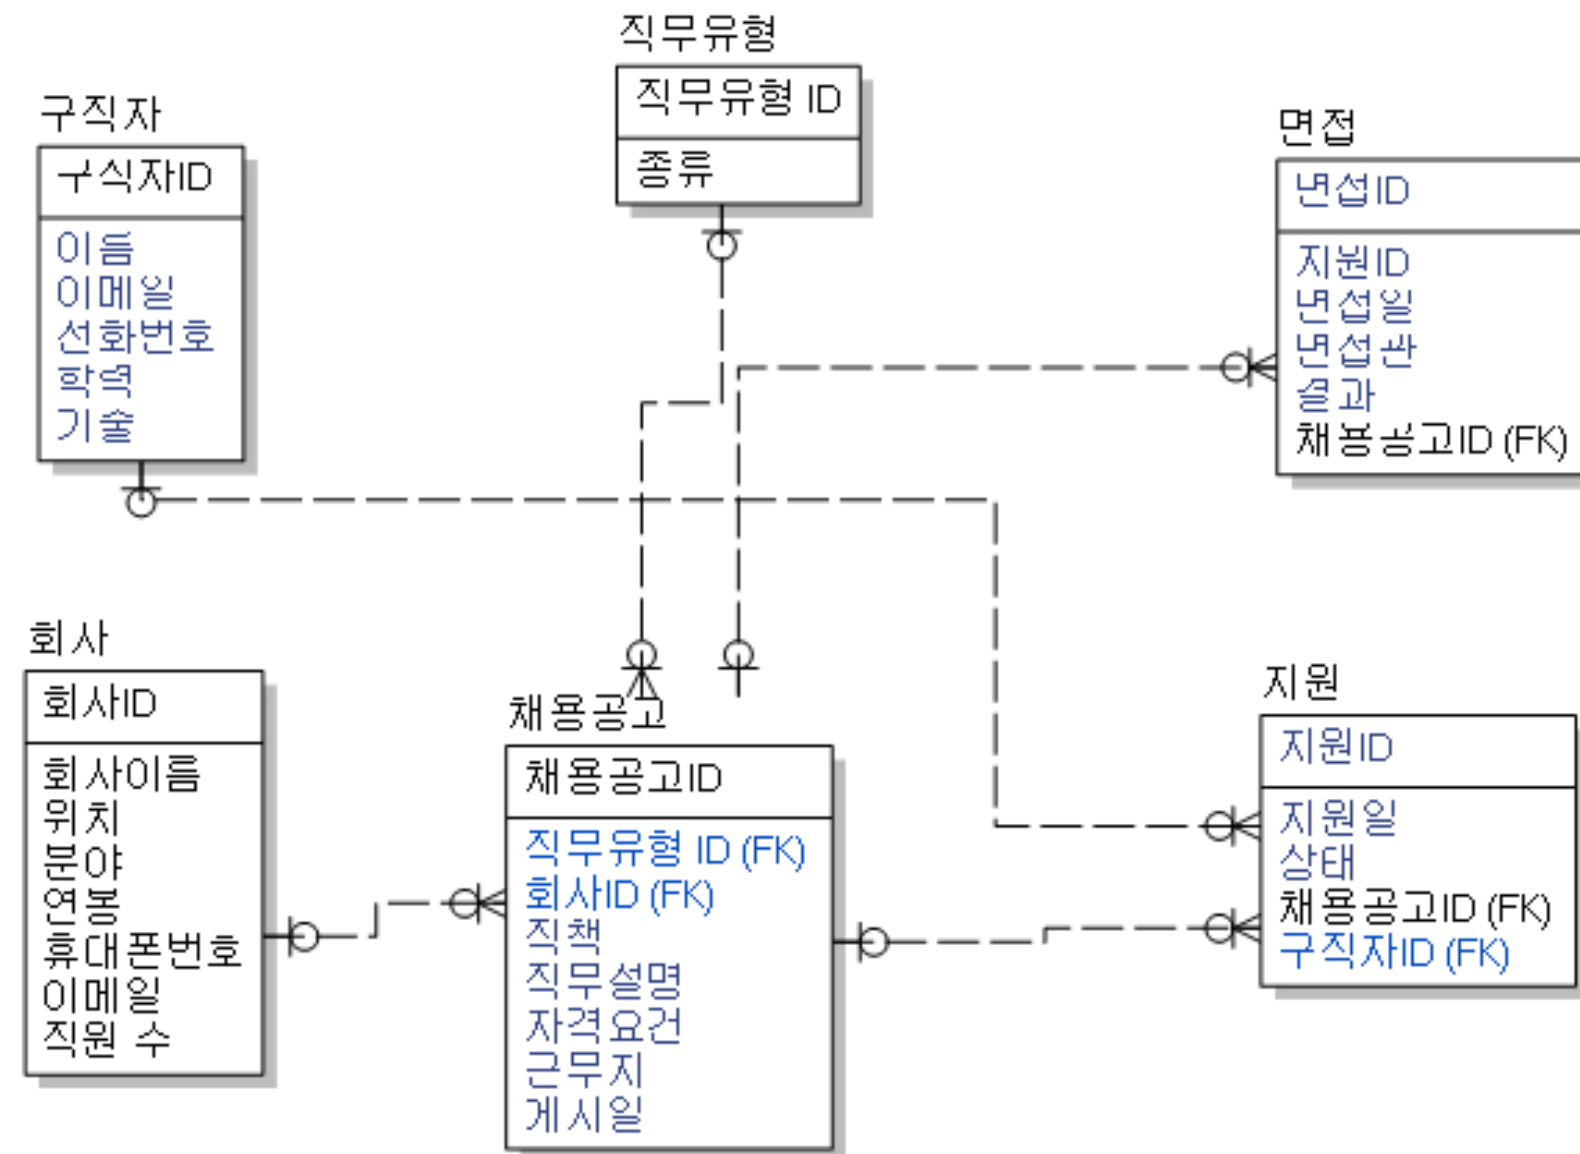 직무유형
직무유형 ID
종류
구직자
구직자ID
이름
이메일
전화번호
학력
기술
면접
면접ID
지원ID
면접일
면접관
결과
채용공고ID (FK)
회사
회사ID
회사이름
위치
분야
연봉
휴대폰번호
이메일
직원 수
채용공고
채용공고ID
직무유형 ID (FK)
회사ID (FK)
직책
직무설명
자격요건
근무지
게시일
지원
지원ID
지원일
상태
채용공고ID (FK)
구직자ID (FK)